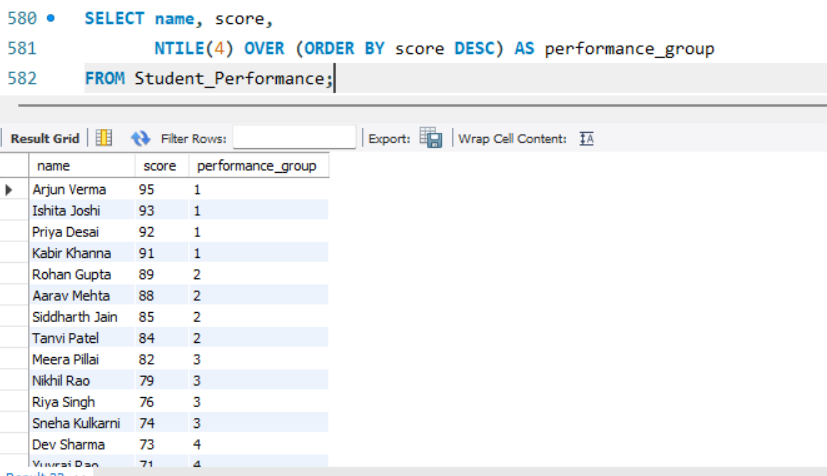 580 SELECT name, score,
581 NTILE(4) OVER (ORDER BY score DESC) AS performance_group
582 FROM Student_Performance;
Result Grid Filter Rows: Export: Wrap Cell Content: IA
name score performance_group
Arjun Verma 95 1
Ishita Joshi 93 1
Priya Desai 92 1
Kabir Khanna 91 1
Rohan Gupta 89 2
Aarav Mehta 88 2
Siddharth Jain 85 2
Tanvi Patel 84 2
Meera Pillai 82 3
Nikhil Rao 79 3
Riya Singh 76 3
Sneha Kulkarni 74 3
Dev Sharma 73 4
Yuvraj Rao 71 4